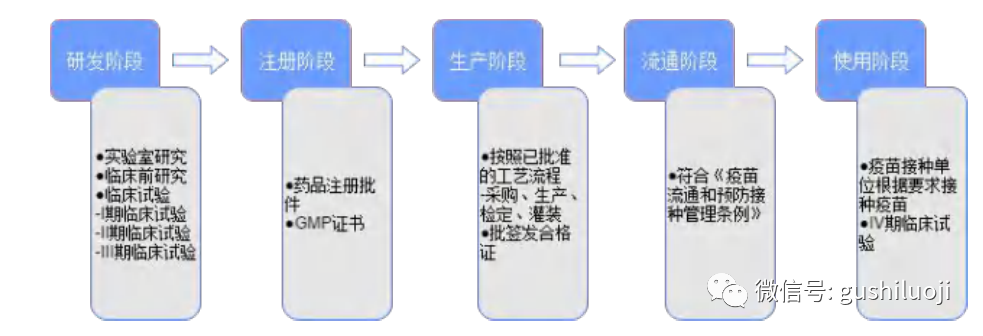 研发阶段
注册阶段
生产阶段
流通阶段
使用阶段
●实验室研究
●临床前研究
●临床试验
-I期临床试验
-II期临床试验
-III期临床试验
●药品注册批
件
●GMP证书
●按照已批准
的工艺流程
-采购、生产、
检定、灌装
●批签发合格
证
●符合《疫苗
流通和预防接
种管理条例》
●疫苗接种单
位根据要求接
种疫苗
●IV期临床试
验
微信号: gushiluoji